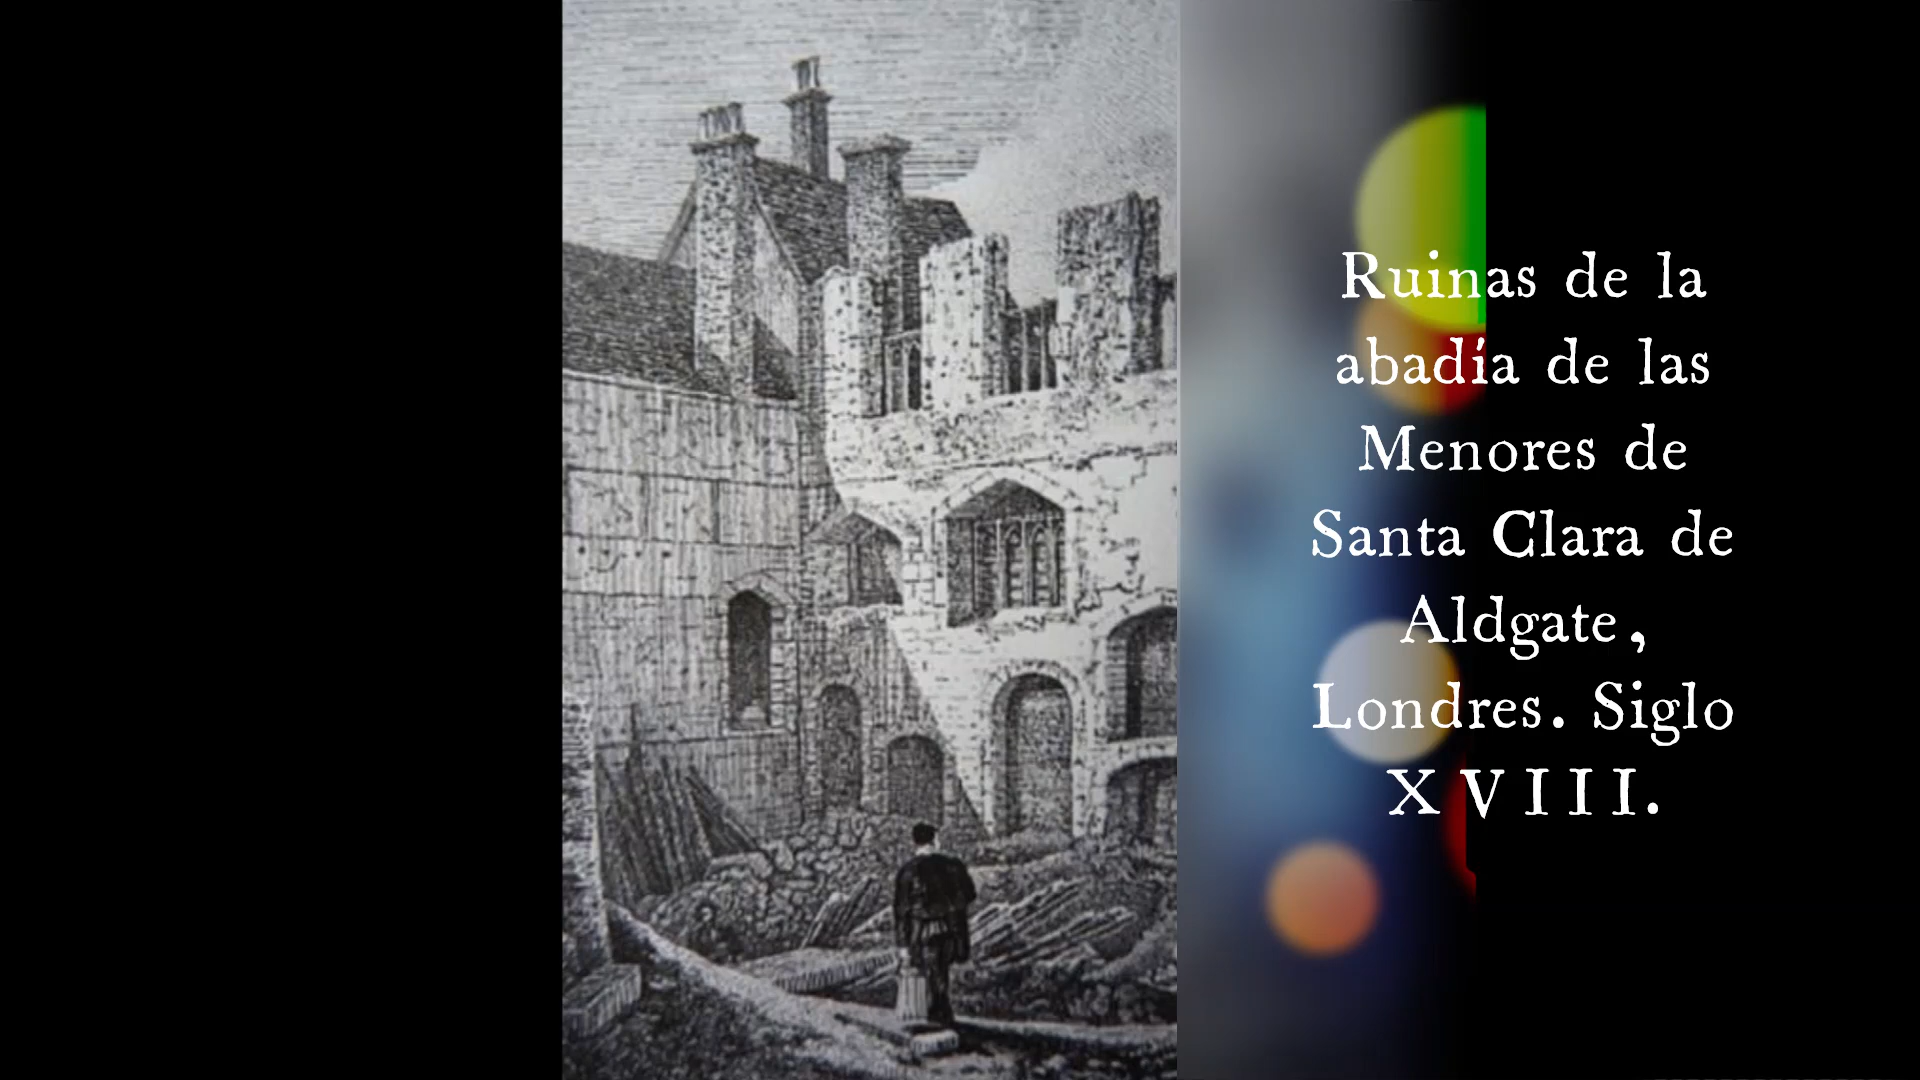 Ruinas de la
abadía de las
Menores de
Santa Clara de
Aldgate,
Londres. Siglo
XVIII.